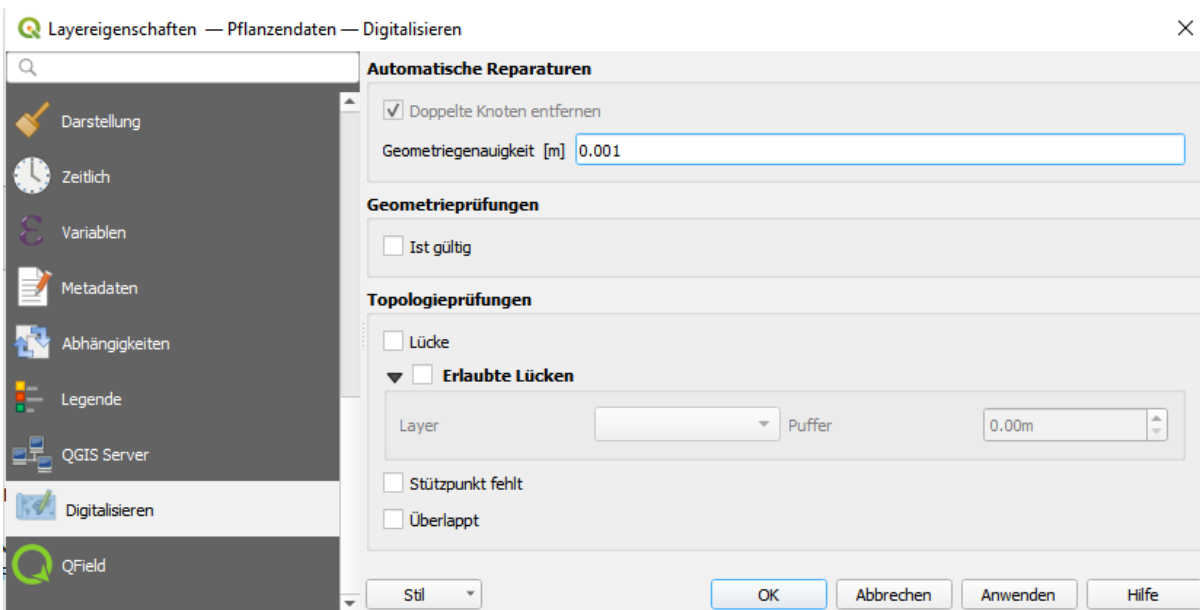 Layereigenschaften — Pflanzendaten — Digitalisieren
Darstellung
Zeitlich
Variablen
Metadaten
Abhängigkeiten
Legende
QGIS Server
Digitalisieren
QField
Automatische Reparaturen
Doppelte Knoten entfernen
Geometriegenauigkeit [m] 0.001
Geometrieprüfungen
Ist gültig
Topologieprüfungen
Lücke
Erlaubte Lücken
Layer Puffer 0.00m
Stützpunkt fehlt
Überlappt
Stil OK Abbrechen Anwenden Hilfe